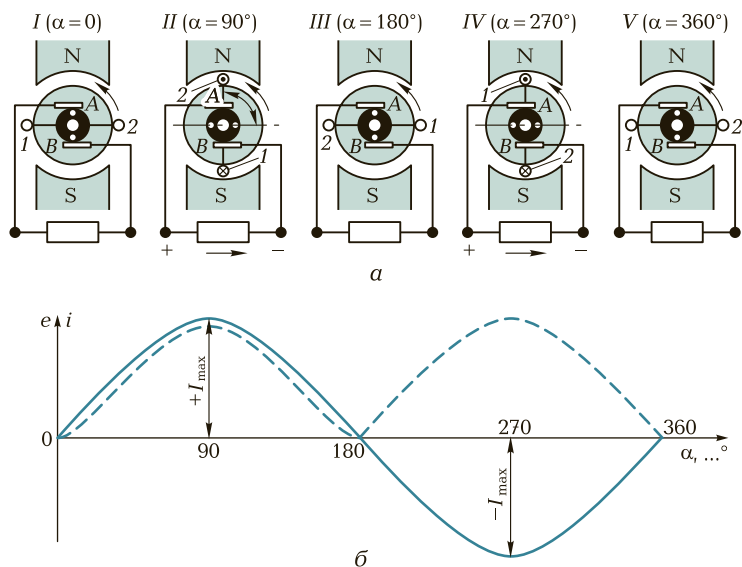 I (α=0) II (α=90°) III (α=180°) IV (α=270°) V (α=360°)
N N N N N
2 1
A A A A A
1 2 2 1 1 2
B B B B B
1 2
S S S S S
+ − + −
а
e i
+I max
0 90 180 270 360
α, ...°
−I max
б